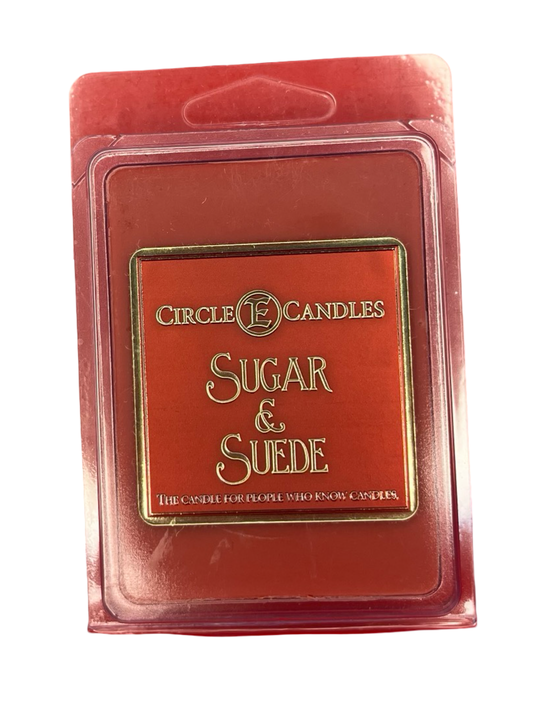 CIRCLE E CANDLES
SUGAR
&
SUEDE
THE CANDLE FOR PEOPLE WHO KNOW CANDLES.